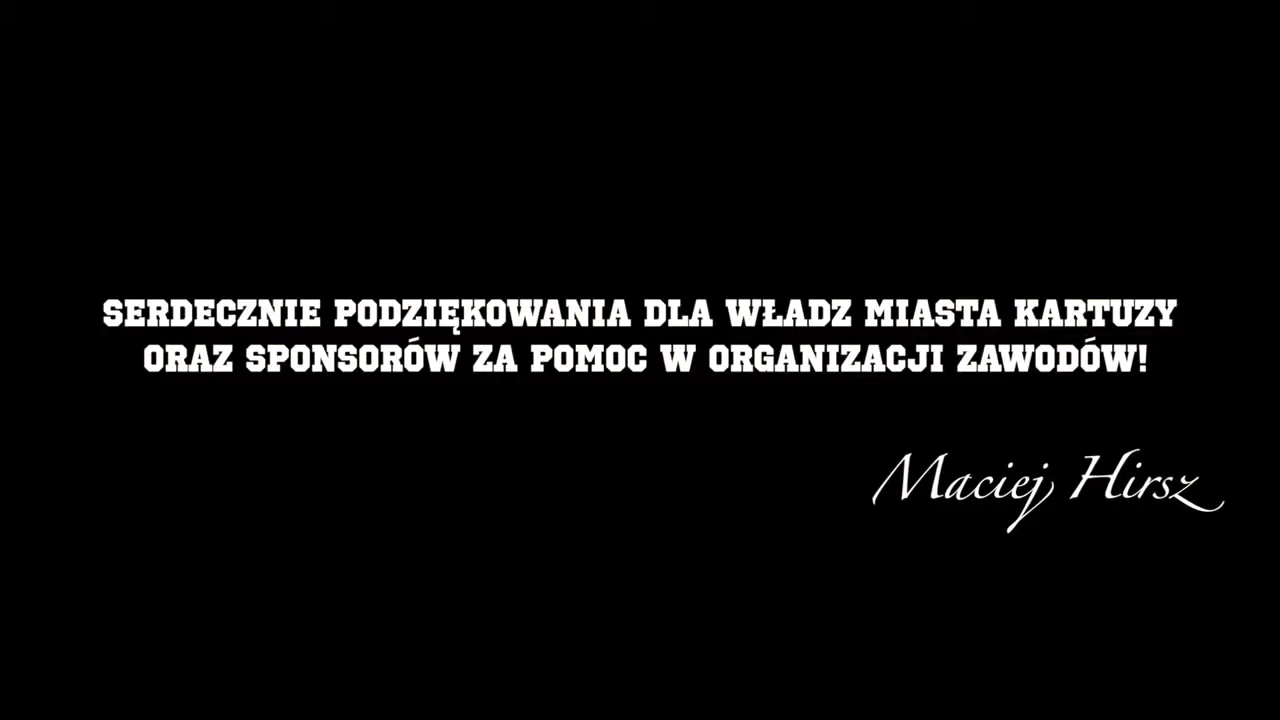 SERDECZNIE PODZIĘKOWANIA DLA WŁADZ MIASTA KARTUZY
ORAZ SPONSORÓW ZA POMOC W ORGANIZACJI ZAWODÓW!
Maciej Hirsz